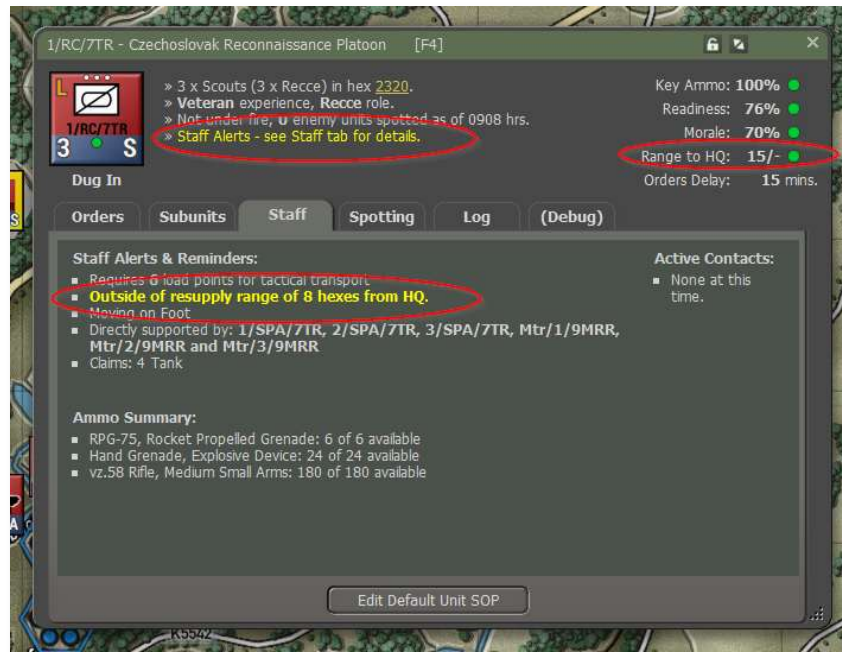 1/RC/7TR - Czechoslovak Reconnaissance Platoon [F4]
L
1/RC/7TR
3 S
Dug In
» 3 x Scouts (3 x Recce) in hex 2320.
» Veteran experience, Recce role.
» Not under fire, 0 enemy units spotted as of 0908 hrs.
» Staff Alerts - see Staff tab for details.
Key Ammo: 100%
Readiness: 76%
Morale: 70%
Range to HQ: 15/-
Orders Delay: 15 mins.
Orders Subunits Staff Spotting Log (Debug)
Staff Alerts & Reminders:
Requires 6 load points for tactical transport
Outside of resupply range of 8 hexes from HQ.
Moving on Foot
Directly supported by: 1/SPA/7TR, 2/SPA/7TR, 3/SPA/7TR, Mtr/1/9MRR,
Mtr/2/9MRR and Mtr/3/9MRR
Claims: 4 Tank
Active Contacts:
None at this
time.
Ammo Summary:
RPG-75, Rocket Propelled Grenade: 6 of 6 available
Hand Grenade, Explosive Device: 24 of 24 available
vz.58 Rifle, Medium Small Arms: 180 of 180 available
Edit Default Unit SOP
S
A
K5542